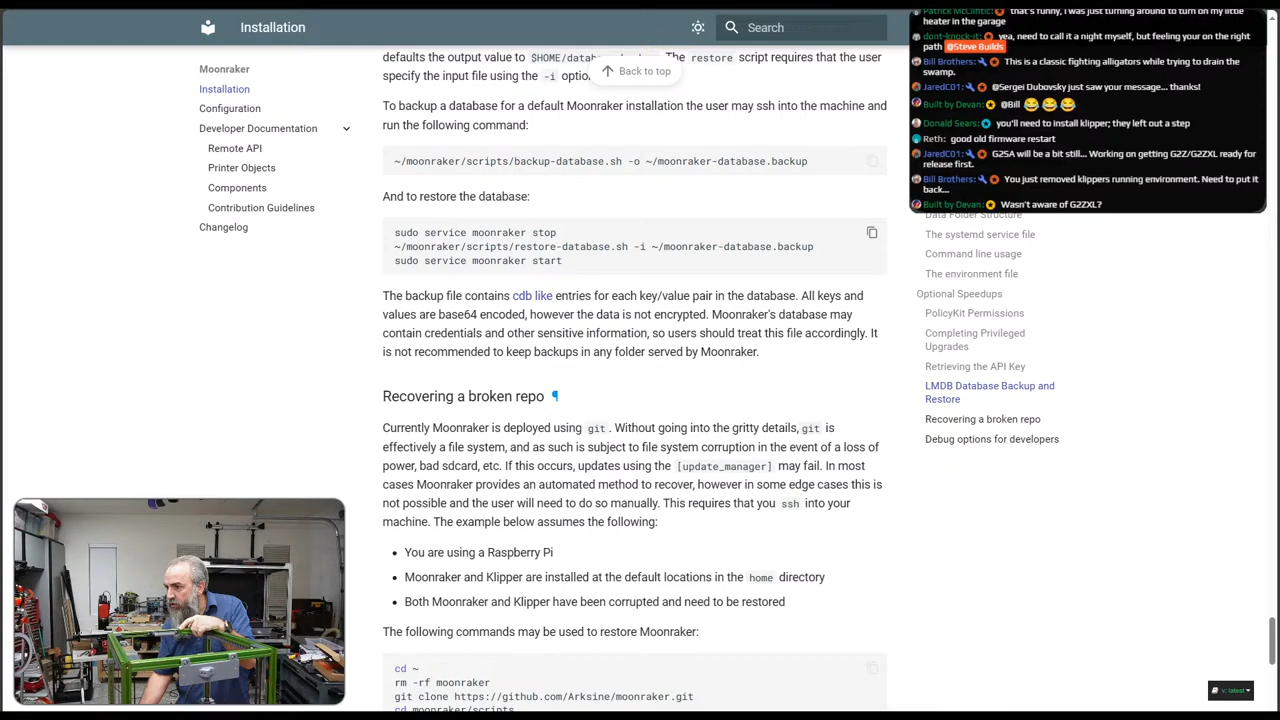 Installation
Search
Moonraker
Installation
Configuration
Developer Documentation
Remote API
Printer Objects
Components
Contribution Guidelines
Changelog
defaults the output value to $HOME/database The restore script requires that the user
specify the input file using the -i
Back to top
To backup a database for a default Moonraker installation the user may ssh into the machine and
run the following command:
~/moonraker/scripts/backup-database.sh -o ~/moonraker-database.backup
And to restore the database:
sudo service moonraker stop
~/moonraker/scripts/restore-database.sh -i ~/moonraker-database.backup
sudo service moonraker start
The backup file contains cdb like entries for each key/value pair in the database. All keys and
values are base64 encoded, however the data is not encrypted. Moonraker's database may
contain credentials and other sensitive information, so users should treat this file accordingly. It
is not recommended to keep backups in any folder served by Moonraker.
Recovering a broken repo ¶
Currently Moonraker is deployed using git. Without going into the gritty details, git is
effectively a file system, and as such is subject to file system corruption in the event of a loss of
power, bad sdcard, etc. If this occurs, updates using the [update_manager] may fail. In most
cases Moonraker provides an automated method to recover, however in some edge cases this is
not possible and the user will need to do so manually. This requires that you ssh into your
machine. The example below assumes the following:
• You are using a Raspberry Pi
• Moonraker and Klipper are installed at the default locations in the home directory
• Both Moonraker and Klipper have been corrupted and need to be restored
The following commands may be used to restore Moonraker:
cd ~
rm -rf moonraker
git clone https://github.com/Arksine/moonraker.git
cd moonraker/scripts
Patrick McClintic: that's funny, I was just turning around to turn on my little
heater in the garage
dont-knock-it: yea, need to call it a night myself, but feeling your on the right
path @Steve Builds
Bill Brothers: This is a classic fighting alligators while trying to drain the
swamp.
JaredC01: @Sergei Dubovsky just saw your message... thanks!
Built by Devan: @Bill 😂😂😂
Donald Sears: you'll need to install klipper; they left out a step
Reth: good old firmware restart
JaredC01: G2SA will be a bit still... Working on getting G2Z/G2ZXL ready for
release first.
Bill Brothers: You just removed klippers running environment. Need to put it
back...
Built by Devan: Wasn't aware of G2ZXL?
Data Folder Structure
The systemd service file
Command line usage
The environment file
Optional Speedups
PolicyKit Permissions
Completing Privileged
Upgrades
Retrieving the API Key
LMDB Database Backup and
Restore
Recovering a broken repo
Debug options for developers
v: latest